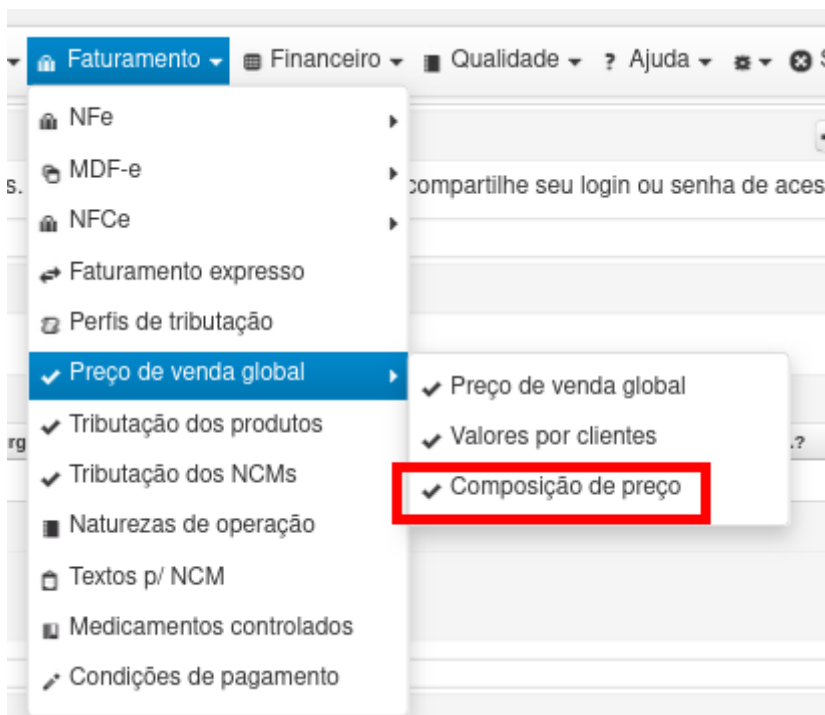 Faturamento Financeiro Qualidade ? Ajuda
NFe
MDF-e
s. compartilhe seu login ou senha de aces
NFCe
Faturamento expresso
Perfis de tributação
Preço de venda global
Preço de venda global
Tributação dos produtos
rg Valores por clientes .?
Tributação dos NCMs
Composição de preço
Naturezas de operação
Textos p/ NCM
Medicamentos controlados
Condições de pagamento